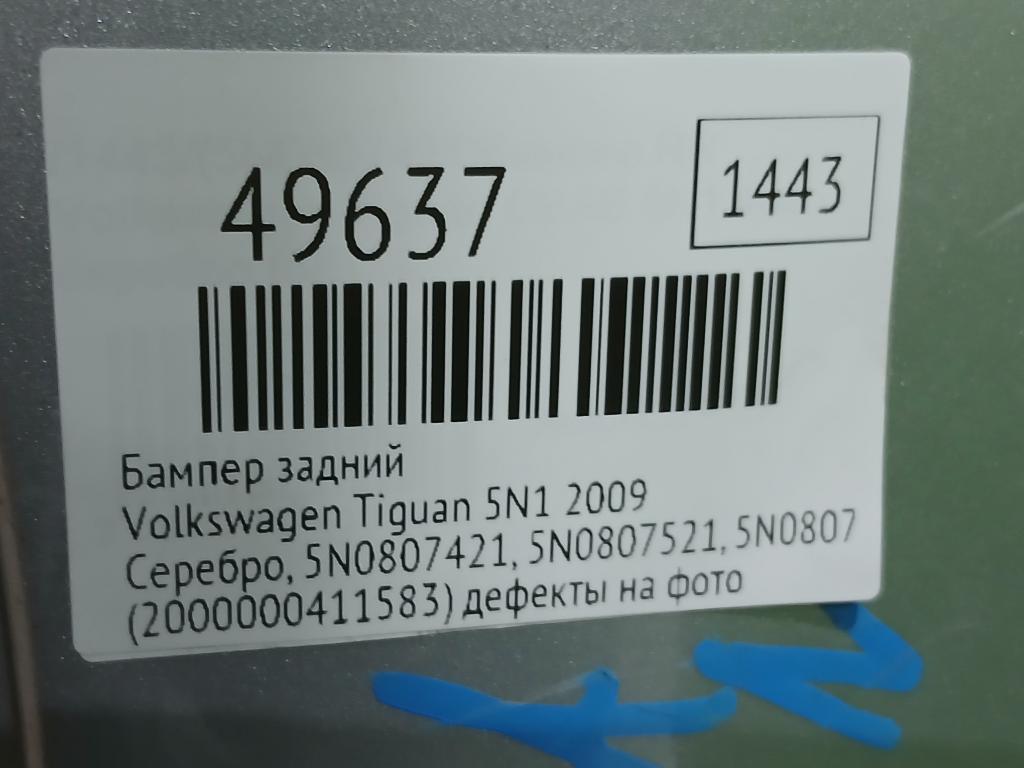 49637
1443
Бампер задний
Volkswagen Tiguan 5N1 2009
Серебро, 5N0807421, 5N0807521, 5N0807
(2000000411583) дефекты на фото